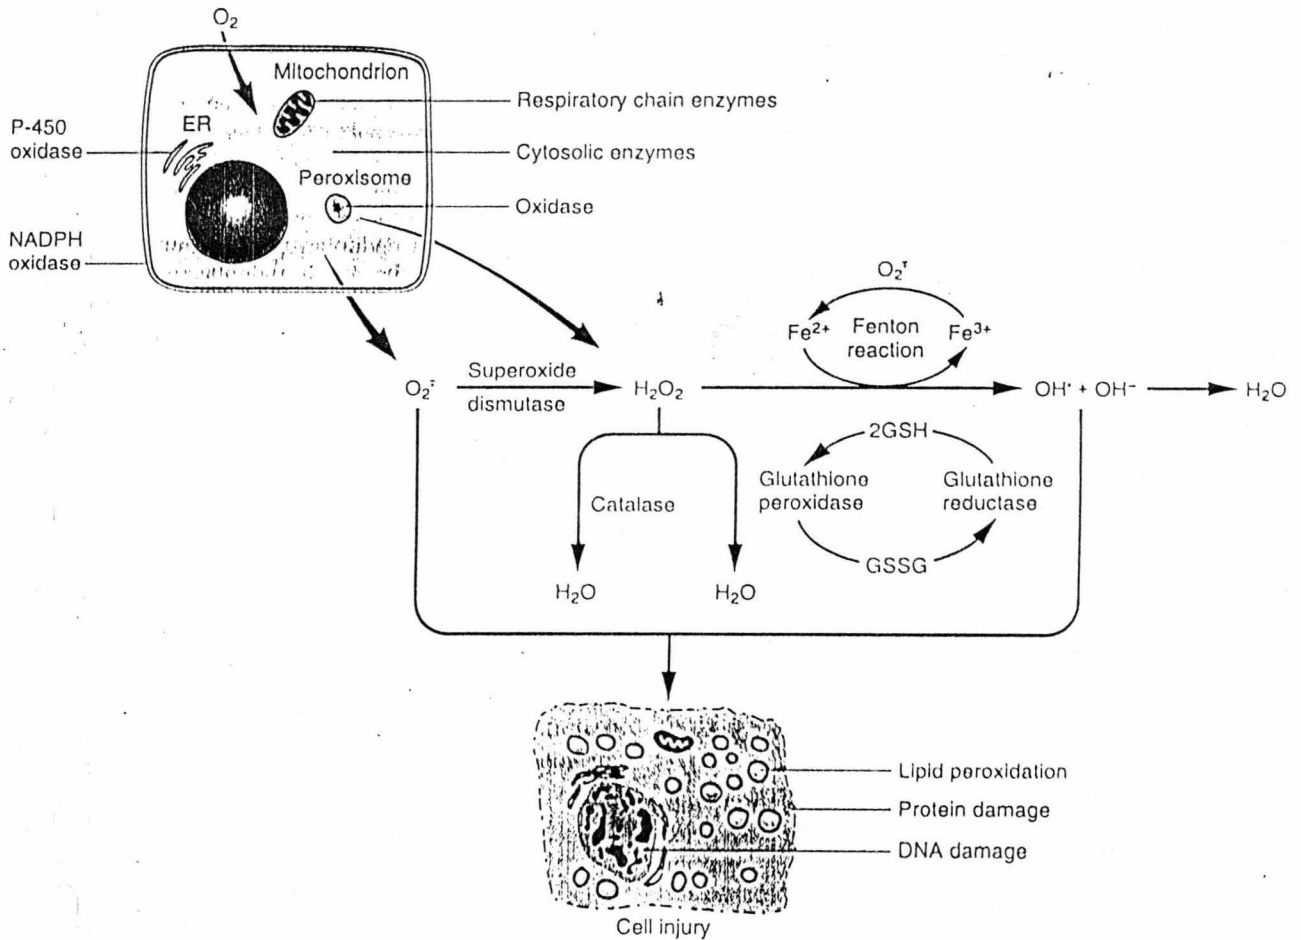 O₂
Mitochondrion
Respiratory chain enzymes
P-450
oxidase
ER
Cytosolic enzymes
Peroxisome
Oxidase
NADPH
oxidase
O₂⁻
Fe²⁺
Fenton
reaction
Fe³⁺
O₂⁻
Superoxide
dismutase
H₂O₂
OH• + OH⁻
H₂O
2GSH
Glutathione
peroxidase
Glutathione
reductase
Catalase
GSSG
H₂O
H₂O
Lipid peroxidation
Protein damage
DNA damage
Cell injury